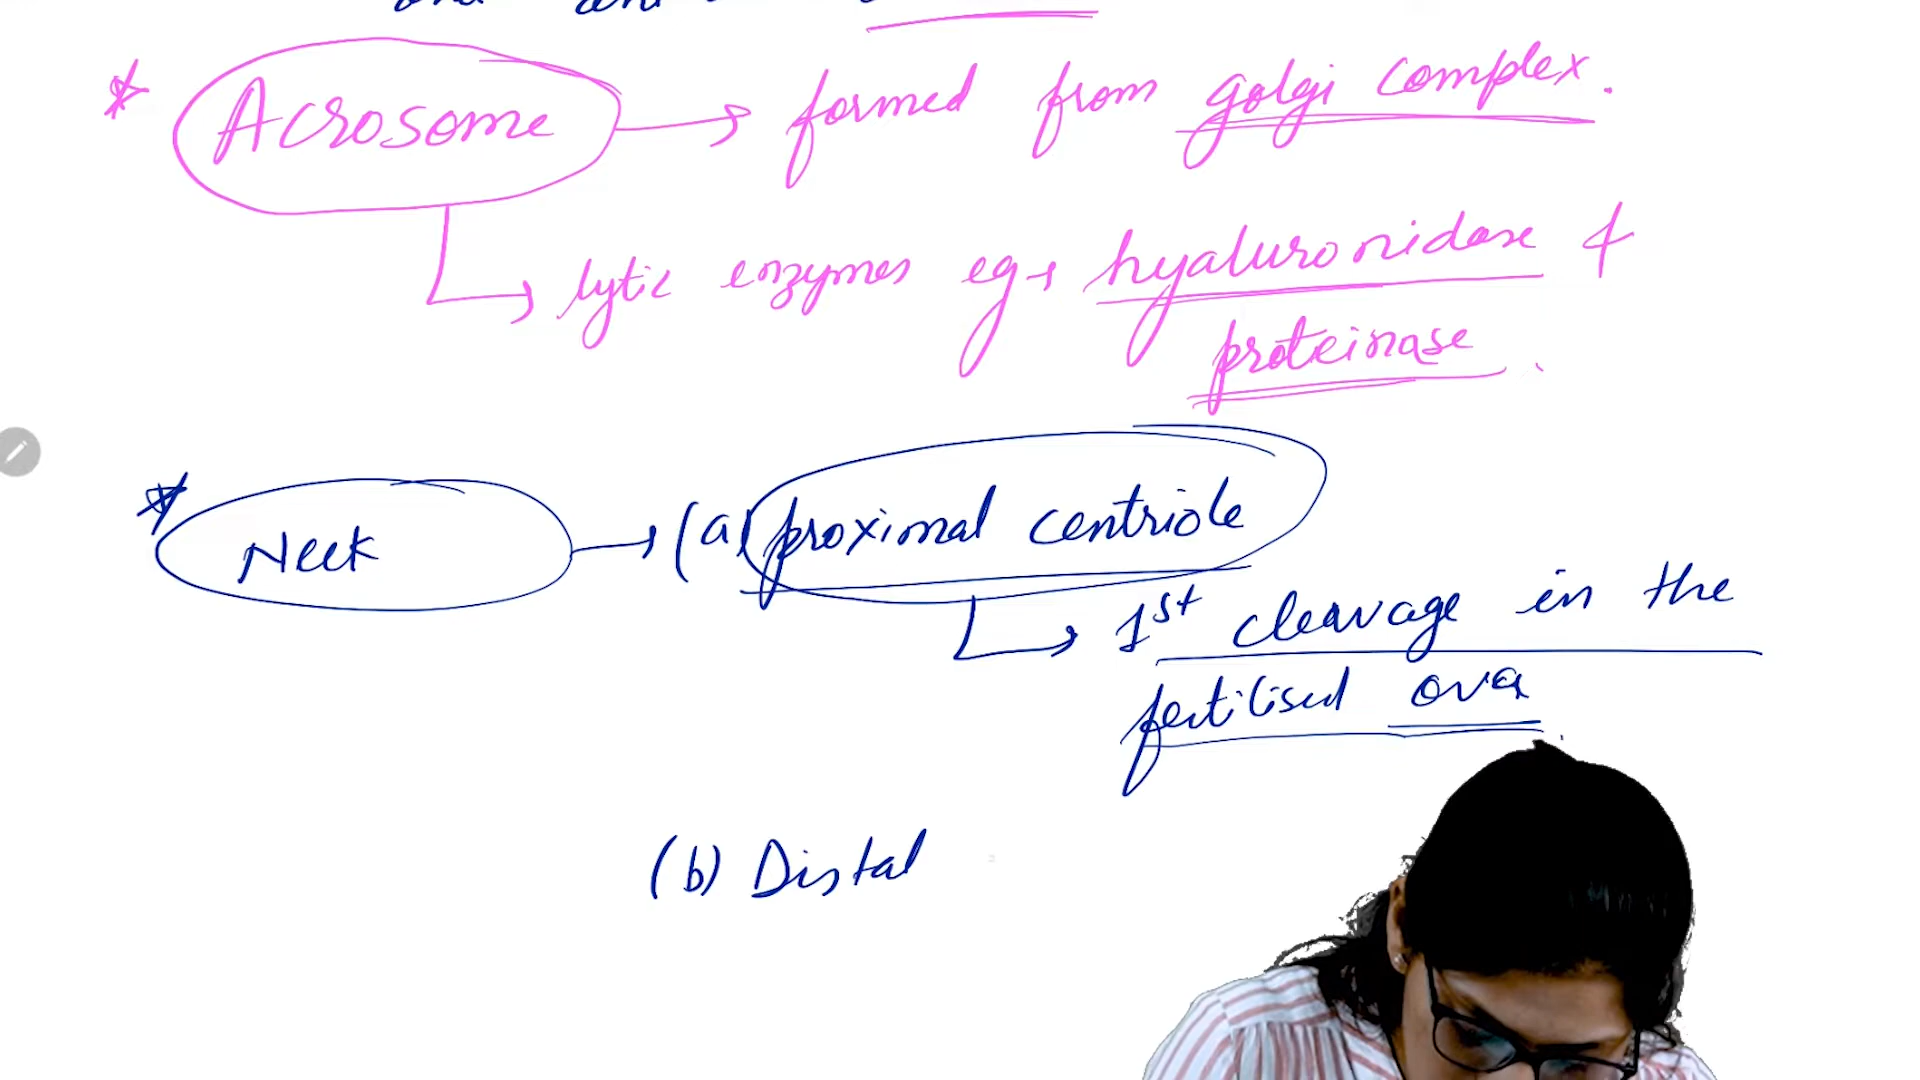 * Acrosome → formed from golgi complex.
→ lytic enzymes eg → hyaluronidase &
proteinase.
* Neck → (a) proximal centriole
→ 1st cleavage in the
fertilised ova
(b) Distal